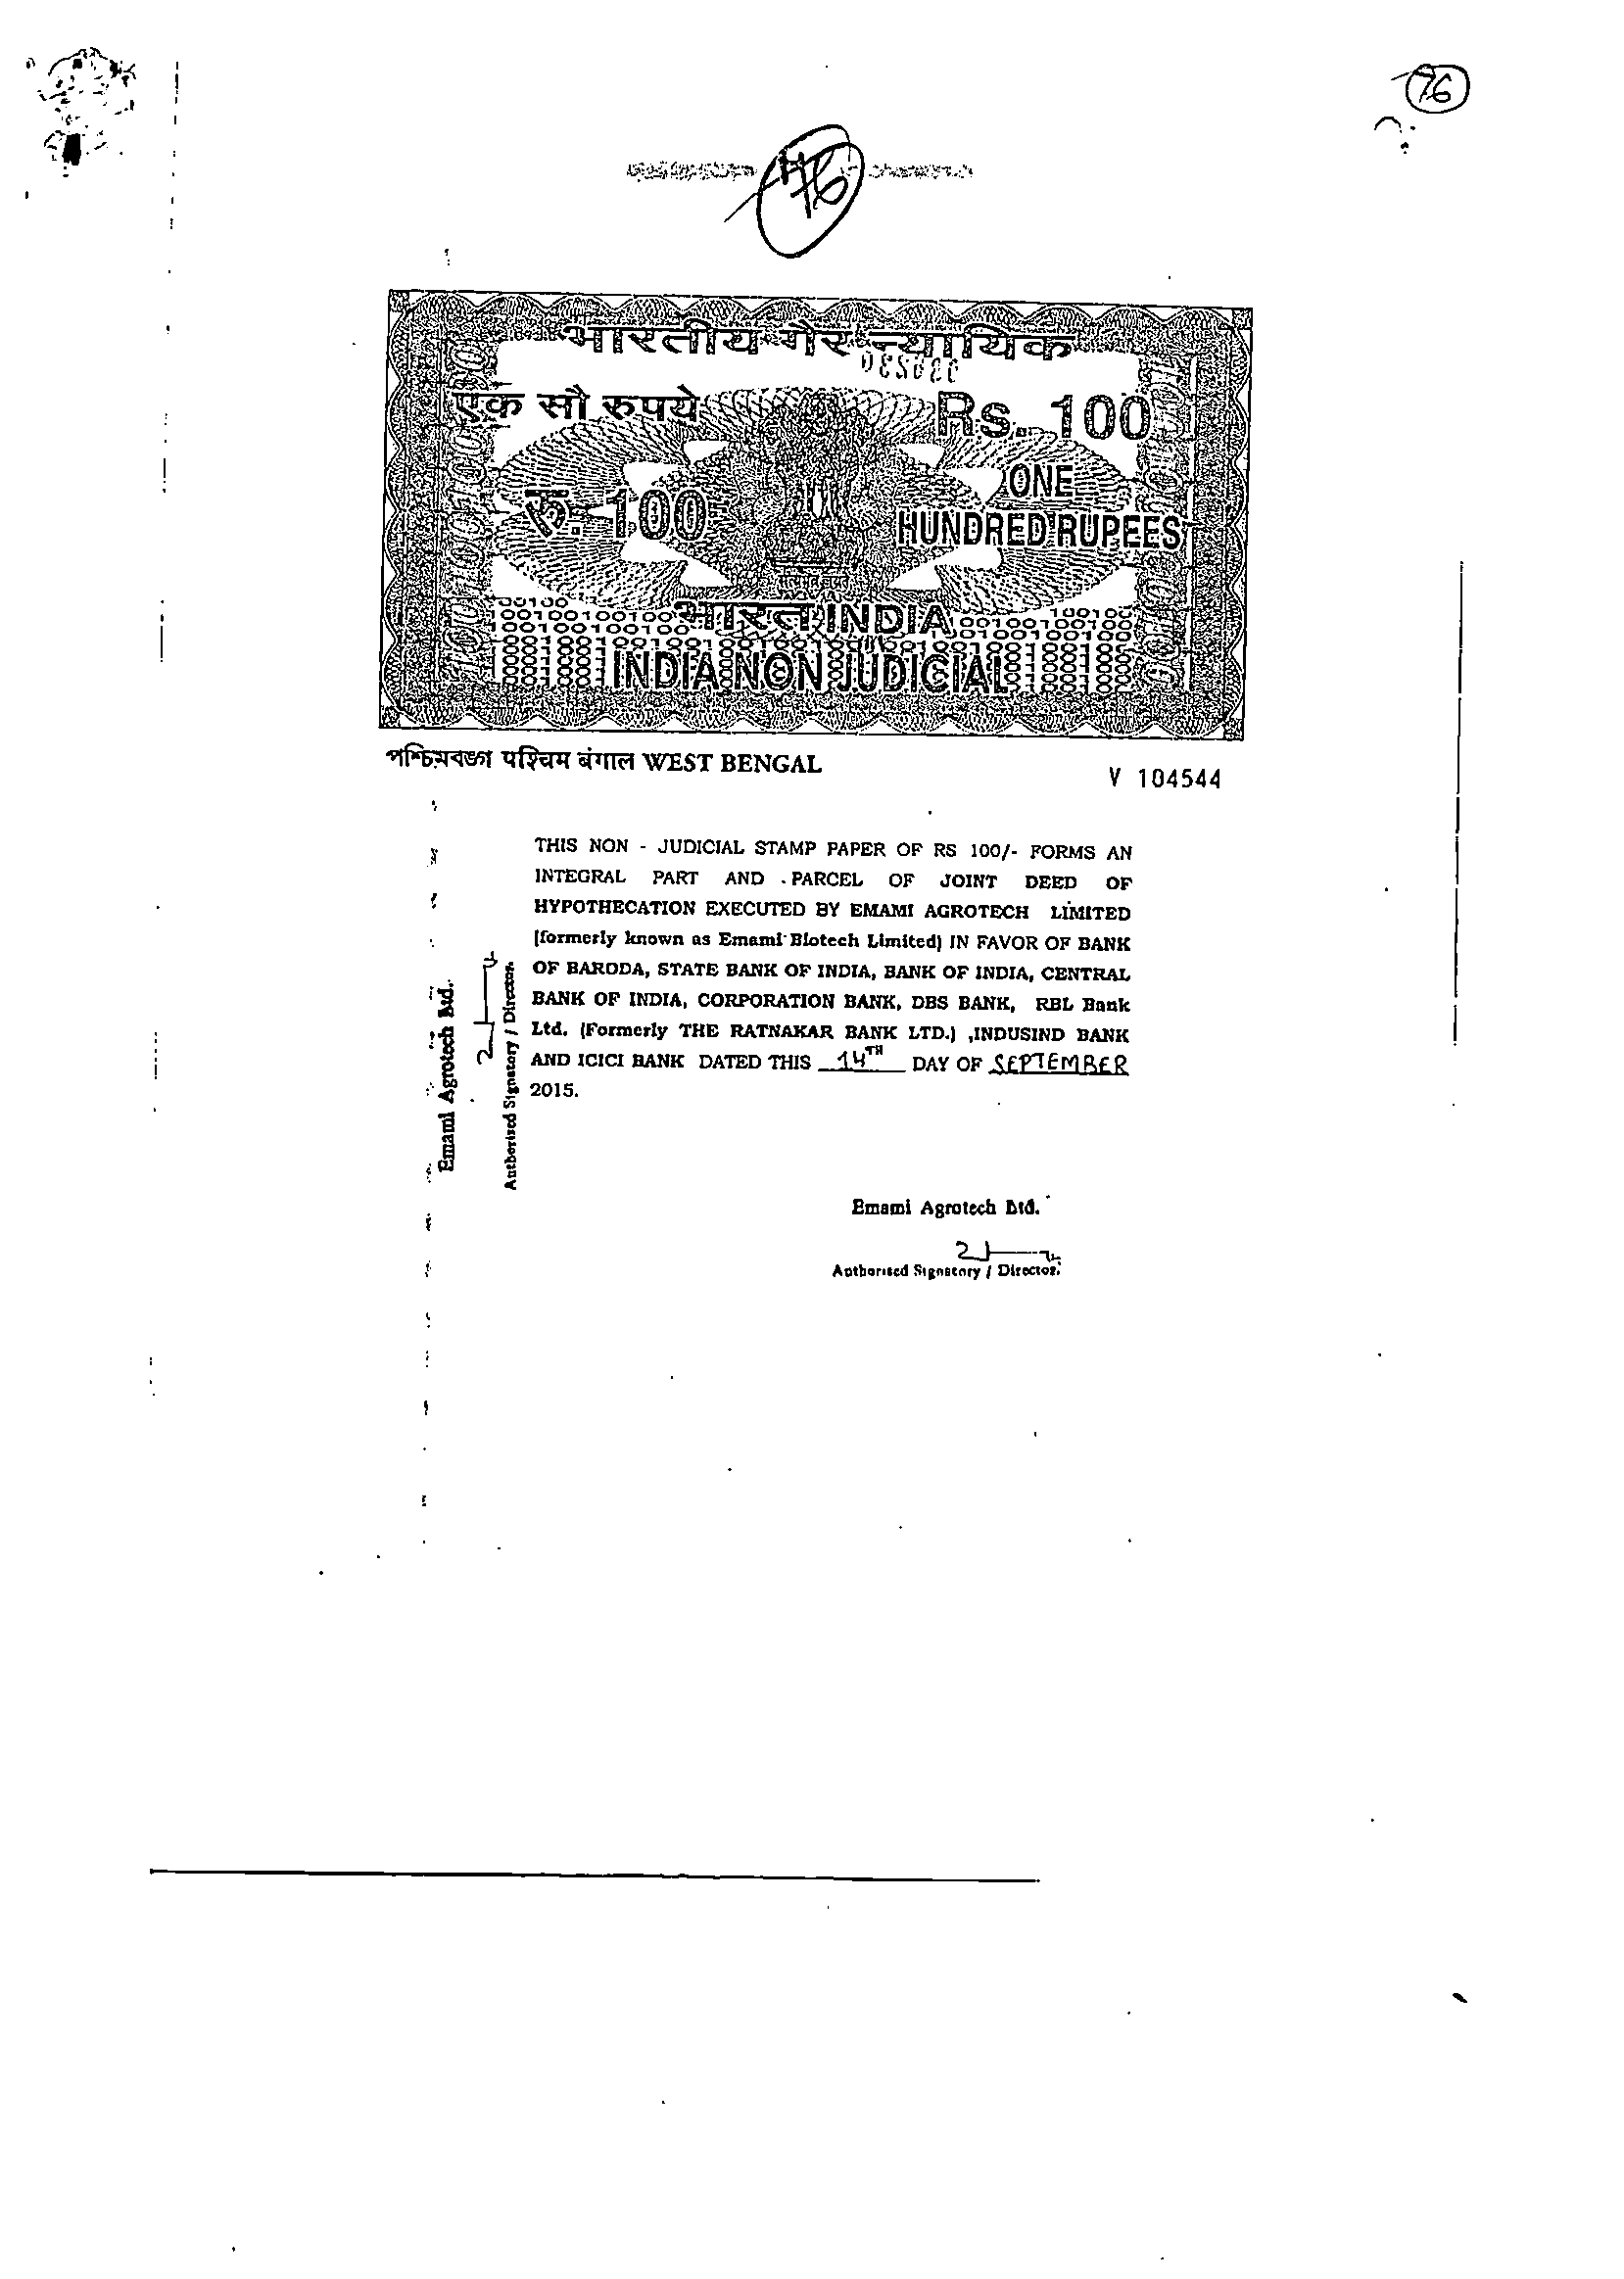 76
76
भारतीय गैर न्यायिक
एक सौ रुपये
Rs. 100
रु. 100
ONE
HUNDRED RUPEES
सत्यमेव जयते
भारत INDIA
INDIA NON JUDICIAL
পশ্চিমবঙ্গ पश्चिम बंगाल WEST BENGAL
V 104544
THIS NON - JUDICIAL STAMP PAPER OF RS 100/- FORMS AN
INTEGRAL PART AND PARCEL OF JOINT DEED OF
HYPOTHECATION EXECUTED BY EMAMI AGROTECH LIMITED
(formerly known as Emami Biotech Limited) IN FAVOR OF BANK
OF BARODA, STATE BANK OF INDIA, BANK OF INDIA, CENTRAL
BANK OF INDIA, CORPORATION BANK, DBS BANK, RBL Bank
Ltd. (Formerly THE RATNAKAR BANK LTD.) ,INDUSIND BANK
AND ICICI BANK DATED THIS 14TH DAY OF SEPTEMBER
2015.
Emami Agrotech Ltd.
Authorised Signatory / Director.
Emami Agrotech Ltd.
Authorised Signatory / Director.